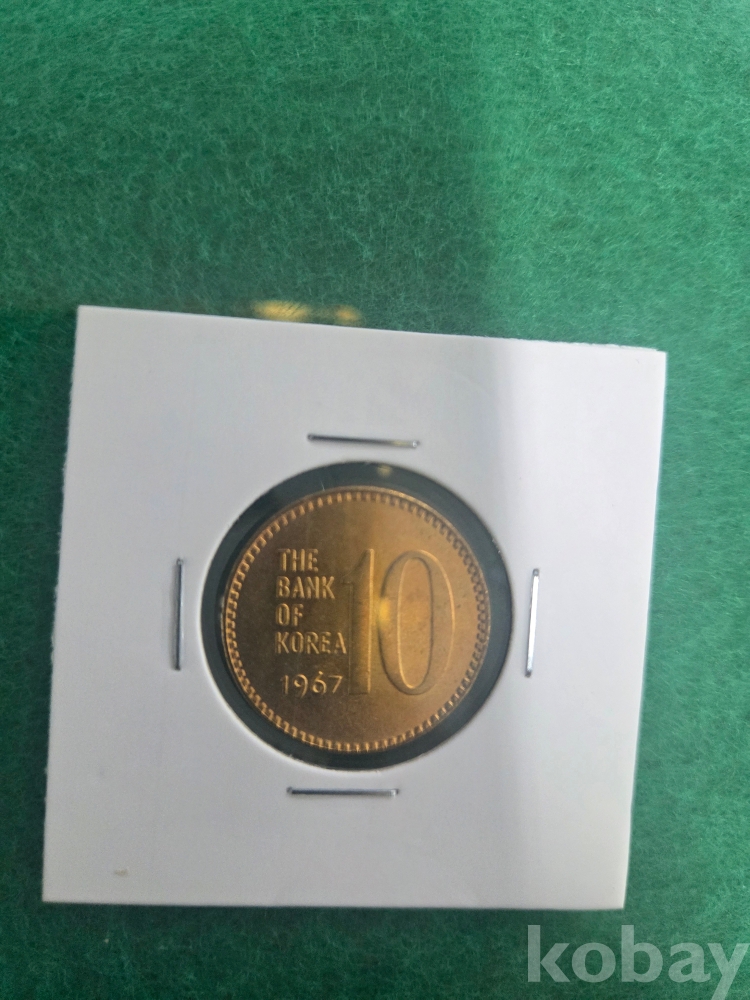 THE
BANK
OF
KOREA
1967
10
kobay